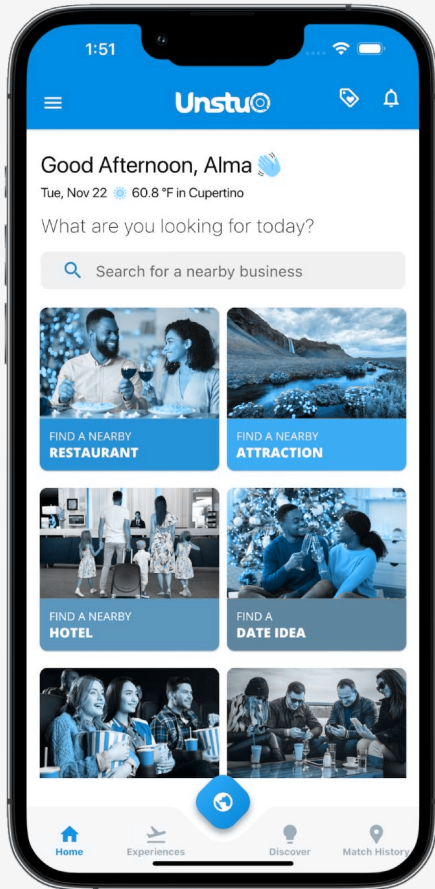 1:51
Unstuc
Good Afternoon, Alma 👋
Tue, Nov 22 ☀️ 60.8 °F in Cupertino
What are you looking for today?
Search for a nearby business
FIND A NEARBY
RESTAURANT
FIND A NEARBY
ATTRACTION
FIND A NEARBY
HOTEL
FIND A
DATE IDEA
Home
Experiences
Discover
Match History